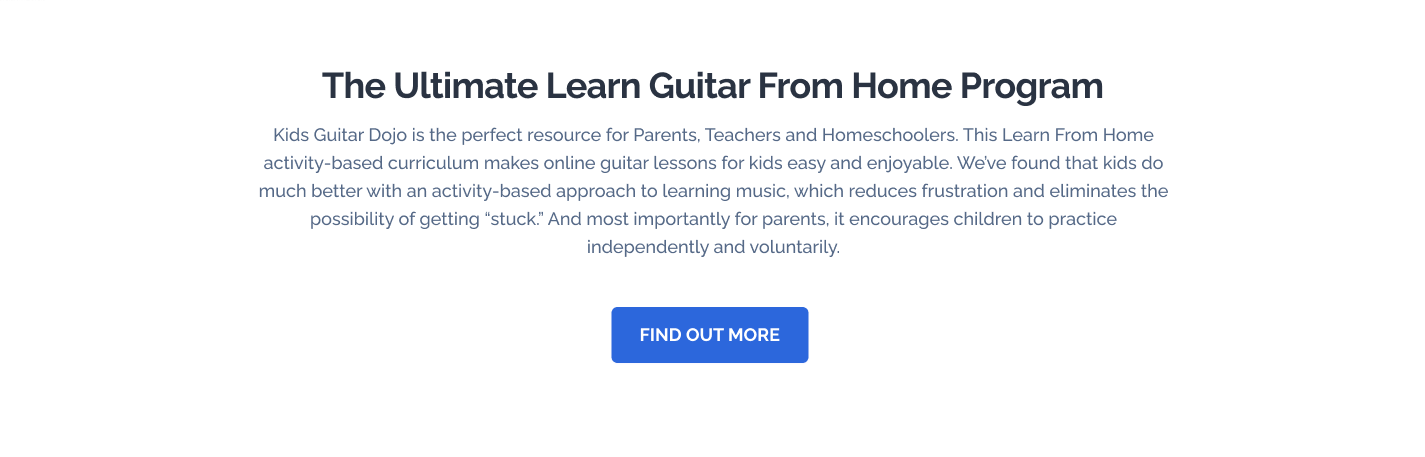 The Ultimate Learn Guitar From Home Program
Kids Guitar Dojo is the perfect resource for Parents, Teachers and Homeschoolers. This Learn From Home
activity-based curriculum makes online guitar lessons for kids easy and enjoyable. We’ve found that kids do
much better with an activity-based approach to learning music, which reduces frustration and eliminates the
possibility of getting “stuck.” And most importantly for parents, it encourages children to practice
independently and voluntarily.
FIND OUT MORE